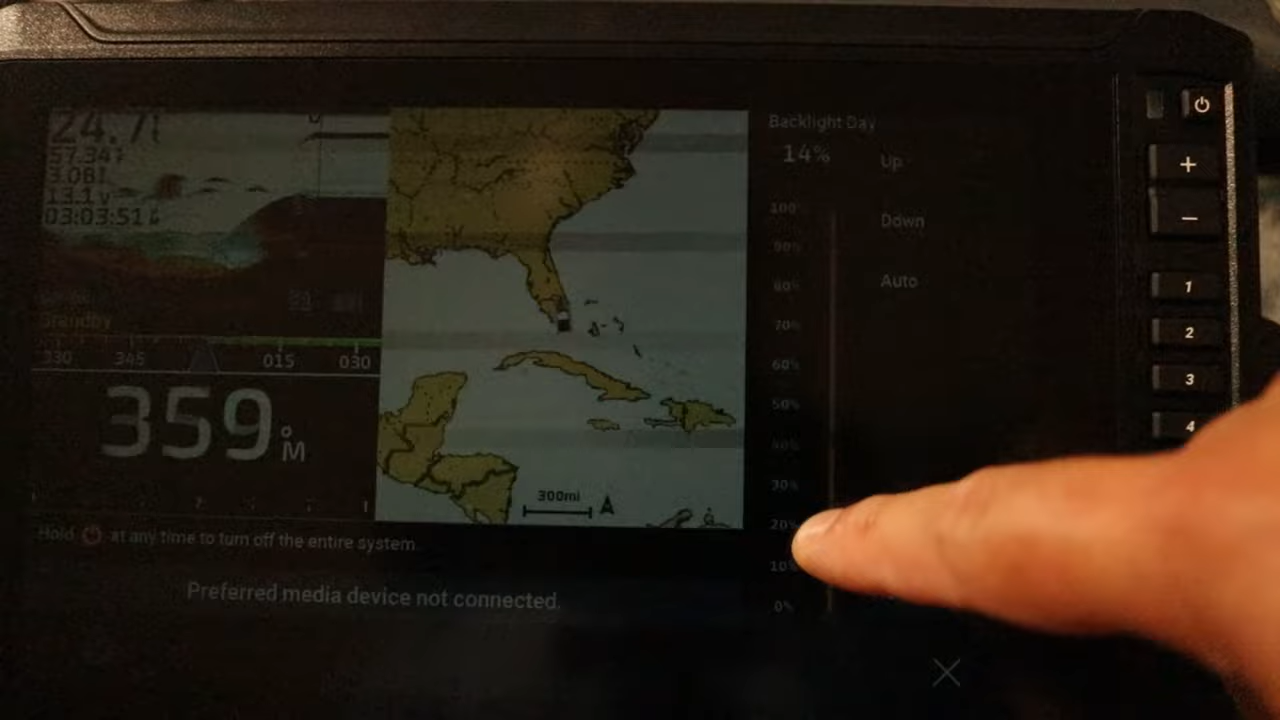 24.7
57.34
3.08
13.1V
03:03:51
Standby
330 345 015 030
359°M
300mi
Backlight Day
14%
Up
Down
Auto
100
90%
80%
70%
60%
50%
40%
30%
20%
10%
0%
Hold at any time to turn off the entire system.
Preferred media device not connected.
+
−
1
2
3
4